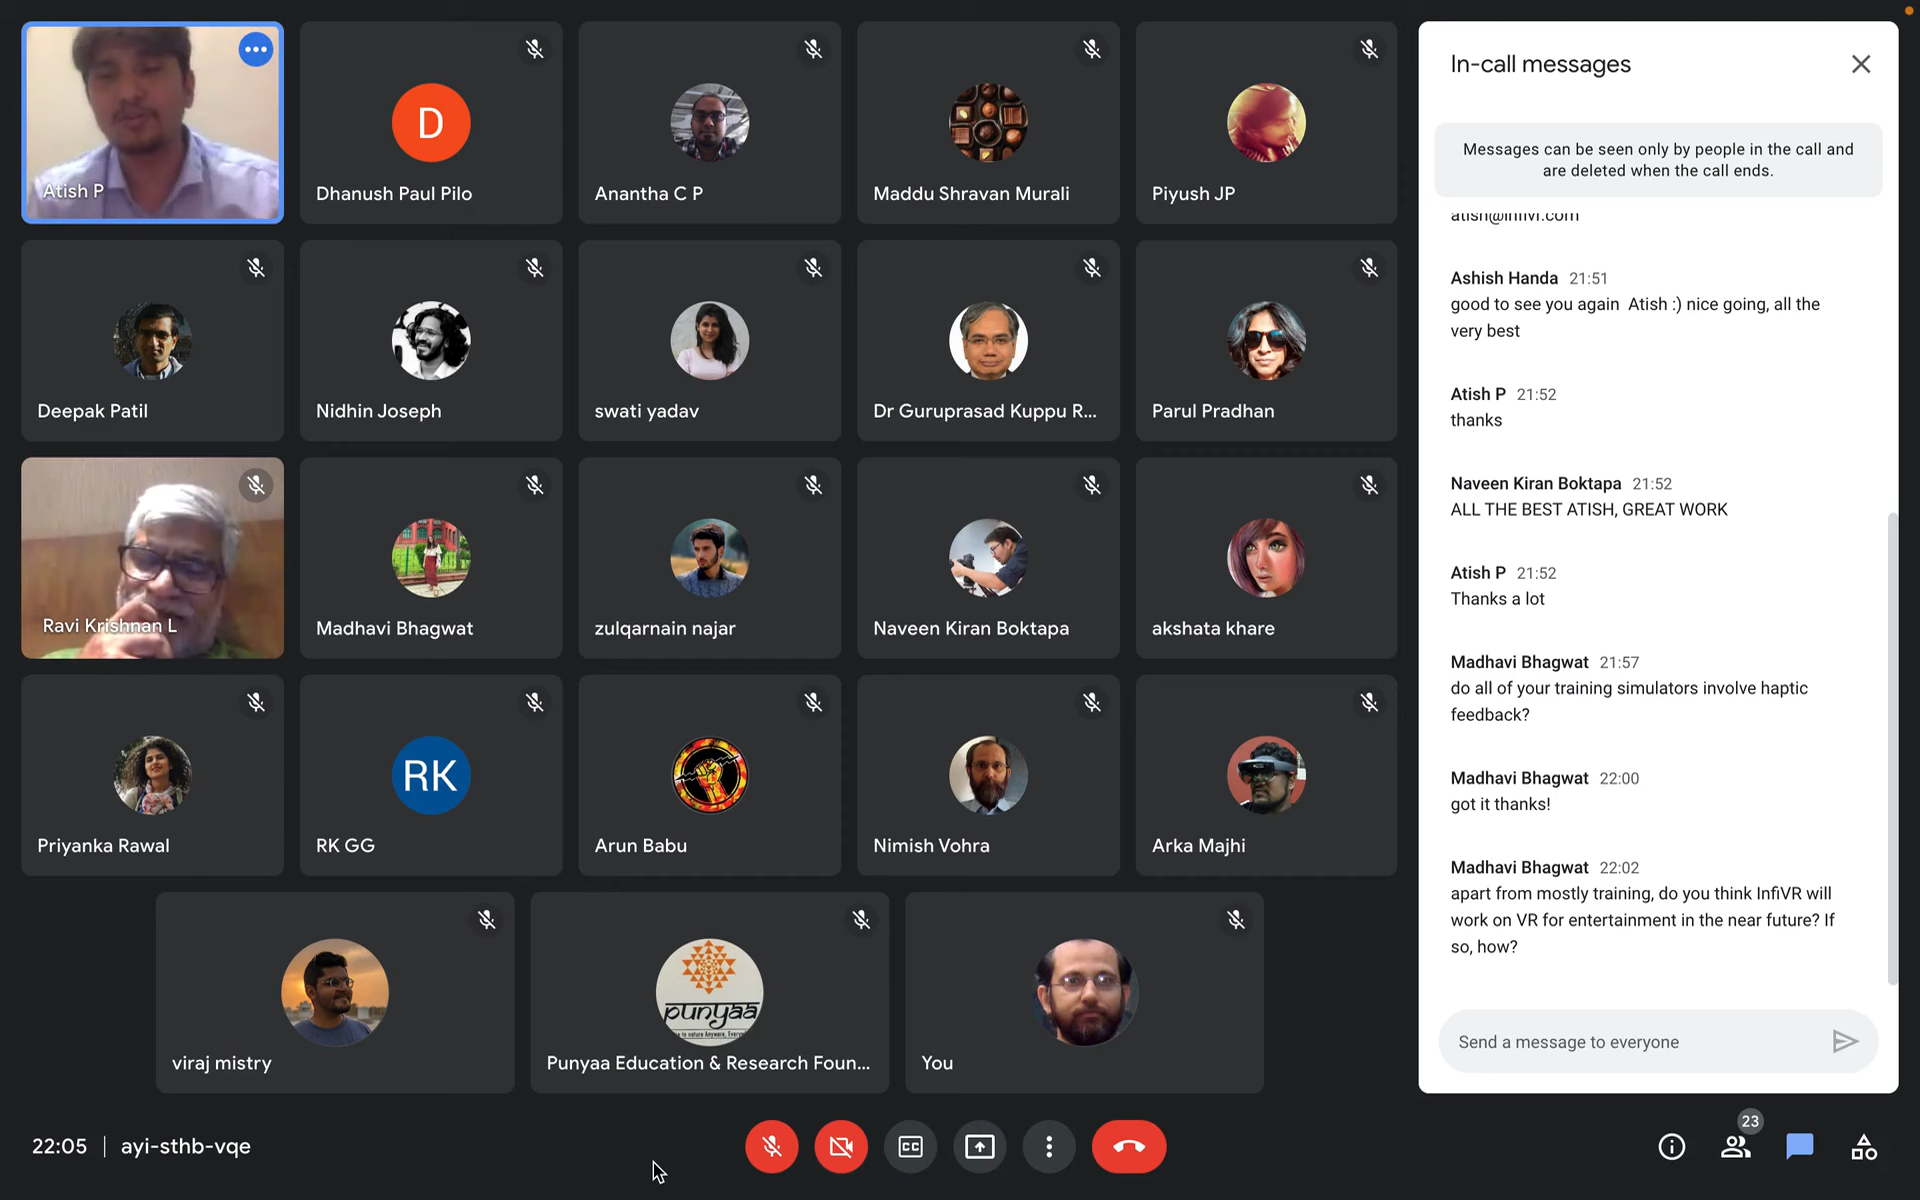 Atish P
D
Dhanush Paul Pilo
Anantha C P
Maddu Shravan Murali
Piyush JP
Deepak Patil
Nidhin Joseph
swati yadav
Dr Guruprasad Kuppu R...
Parul Pradhan
Ravi Krishnan L
Madhavi Bhagwat
zulqarnain najar
Naveen Kiran Boktapa
akshata khare
Priyanka Rawal
RK
RK GG
Arun Babu
Nimish Vohra
Arka Majhi
viraj mistry
punyaa
Punyaa Education & Research Foun...
You
In-call messages
Messages can be seen only by people in the call and
are deleted when the call ends.
atish@infivr.com
Ashish Handa 21:51
good to see you again  Atish :) nice going, all the
very best
Atish P 21:52
thanks
Naveen Kiran Boktapa 21:52
ALL THE BEST ATISH, GREAT WORK
Atish P 21:52
Thanks a lot
Madhavi Bhagwat 21:57
do all of your training simulators involve haptic
feedback?
Madhavi Bhagwat 22:00
got it thanks!
Madhavi Bhagwat 22:02
apart from mostly training, do you think InfiVR will
work on VR for entertainment in the near future? If
so, how?
Send a message to everyone
22:05 | ayi-sthb-vqe
CC
23